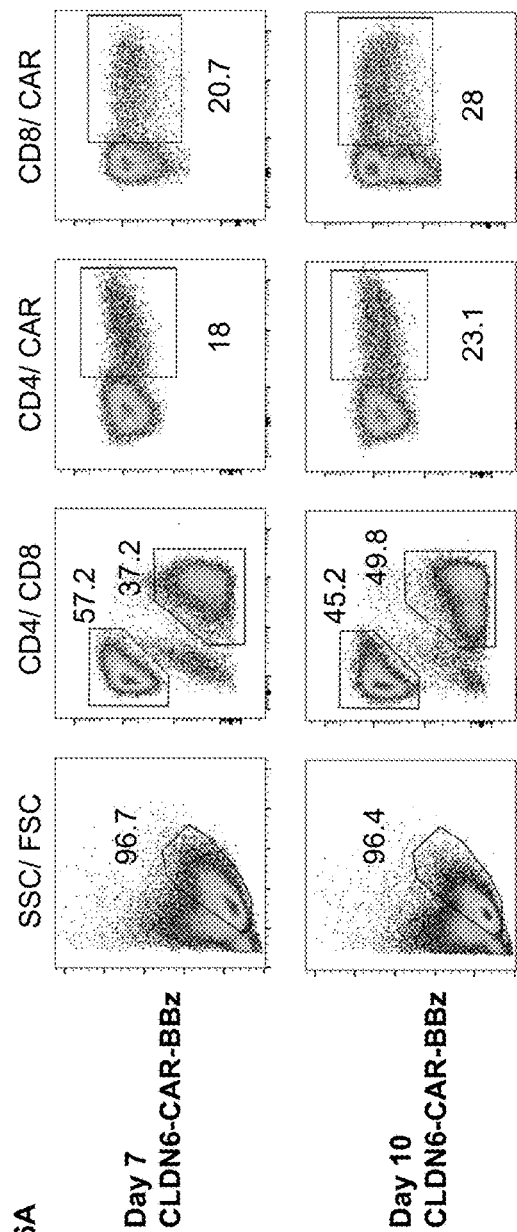 SSC/ FSC
CD4/ CD8
CD4/ CAR
CD8/ CAR
Day 7
CLDN6-CAR-BBz
96.7
57.2
37.2
18
20.7
Day 10
CLDN6-CAR-BBz
96.4
45.2
49.8
23.1
28